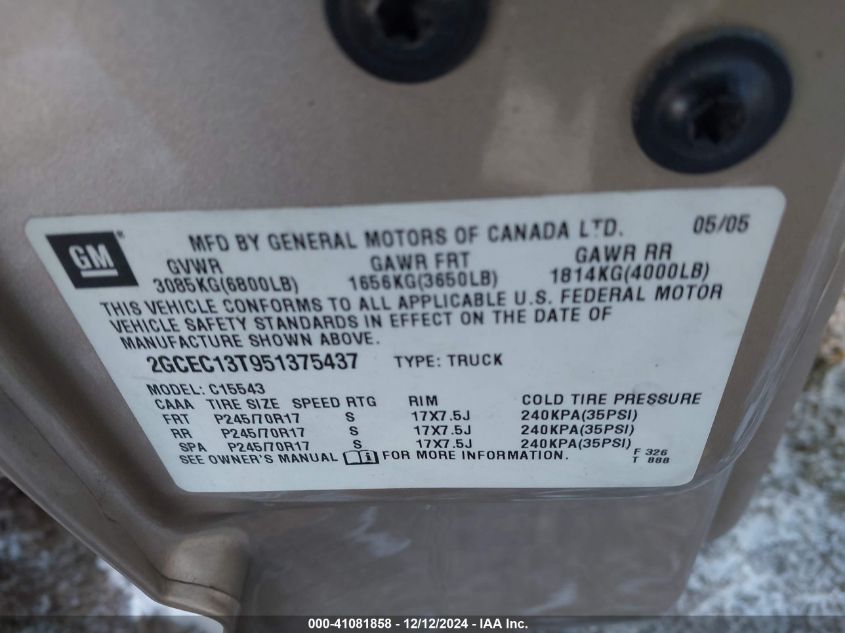 GM®
MFD BY GENERAL MOTORS OF CANADA LTD. 05/05
GVWR GAWR FRT GAWR RR
3085KG(6800LB) 1656KG(3650LB) 1814KG(4000LB)
THIS VEHICLE CONFORMS TO ALL APPLICABLE U.S. FEDERAL MOTOR
VEHICLE SAFETY STANDARDS IN EFFECT ON THE DATE OF
MANUFACTURE SHOWN ABOVE.
2GCEC13T951375437 TYPE: TRUCK
MODEL: C15543
CAAA TIRE SIZE SPEED RTG RIM COLD TIRE PRESSURE
FRT P245/70R17 S 17X7.5J 240KPA(35PSI)
RR P245/70R17 S 17X7.5J 240KPA(35PSI)
SPA P245/70R17 S 17X7.5J 240KPA(35PSI)
SEE OWNER'S MANUAL FOR MORE INFORMATION. F 326
T 888
000-41081858 - 12/12/2024 - IAA Inc.